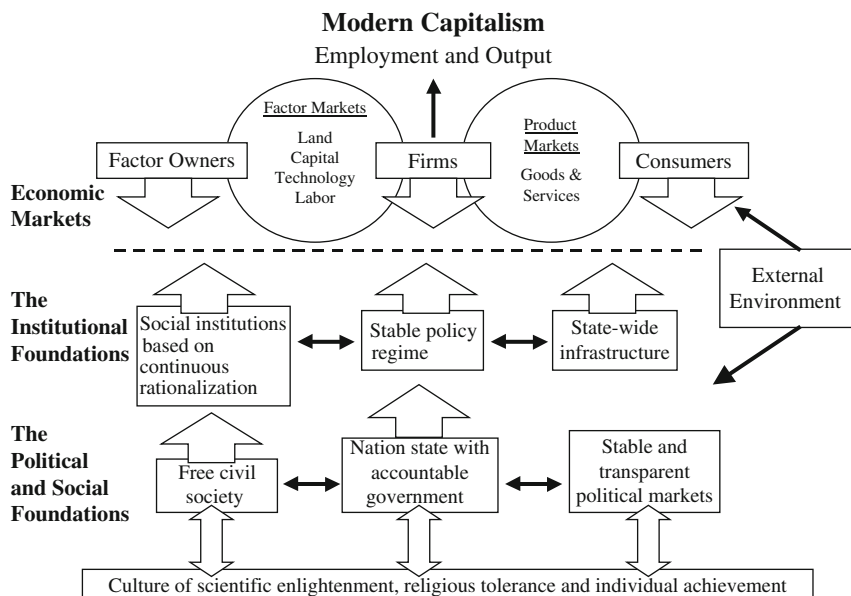 Modern Capitalism
Employment and Output
Factor Markets
Land
Capital
Technology
Labor
Product
Markets
Goods &
Services
Factor Owners
Firms
Consumers
Economic
Markets
External
Environment
The
Institutional
Foundations
Social institutions
based on
continuous
rationalization
Stable policy
regime
State-wide
infrastructure
The
Political
and Social
Foundations
Free civil
society
Nation state with
accountable
government
Stable and
transparent
political markets
Culture of scientific enlightenment, religious tolerance and individual achievement